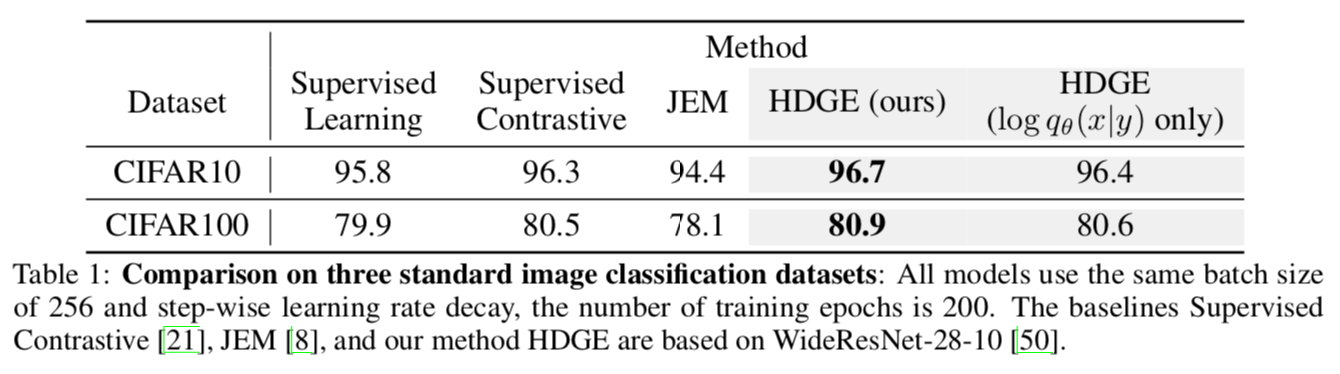 Method
Dataset Supervised Learning Supervised Contrastive JEM HDGE (ours) HDGE (log qθ(x|y) only)
CIFAR10 95.8 96.3 94.4 96.7 96.4
CIFAR100 79.9 80.5 78.1 80.9 80.6
Table 1: Comparison on three standard image classification datasets: All models use the same batch size
of 256 and step-wise learning rate decay, the number of training epochs is 200. The baselines Supervised
Contrastive [21], JEM [8], and our method HDGE are based on WideResNet-28-10 [50].